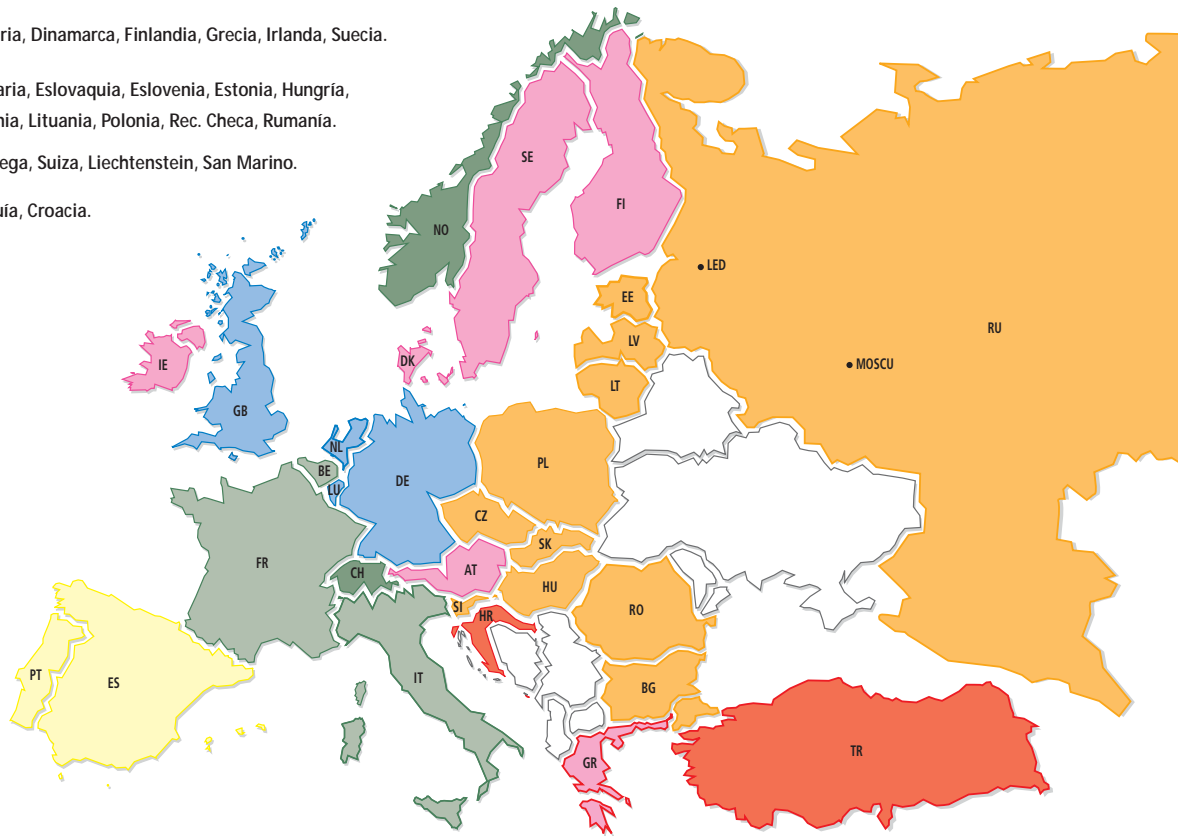 ria, Dinamarca, Finlandia, Grecia, Irlanda, Suecia.
aria, Eslovaquia, Eslovenia, Estonia, Hungría,
nia, Lituania, Polonia, Rec. Checa, Rumanía.
ega, Suiza, Liechtenstein, San Marino.
uía, Croacia.
SE
FI
NO
LED
EE
RU
LV
DK
MOSCU
IE
LT
GB
NL
PL
BE
DE
LU
CZ
SK
FR
CH
AT
HU
SI
HR
RO
PT
ES
IT
BG
TR
GR